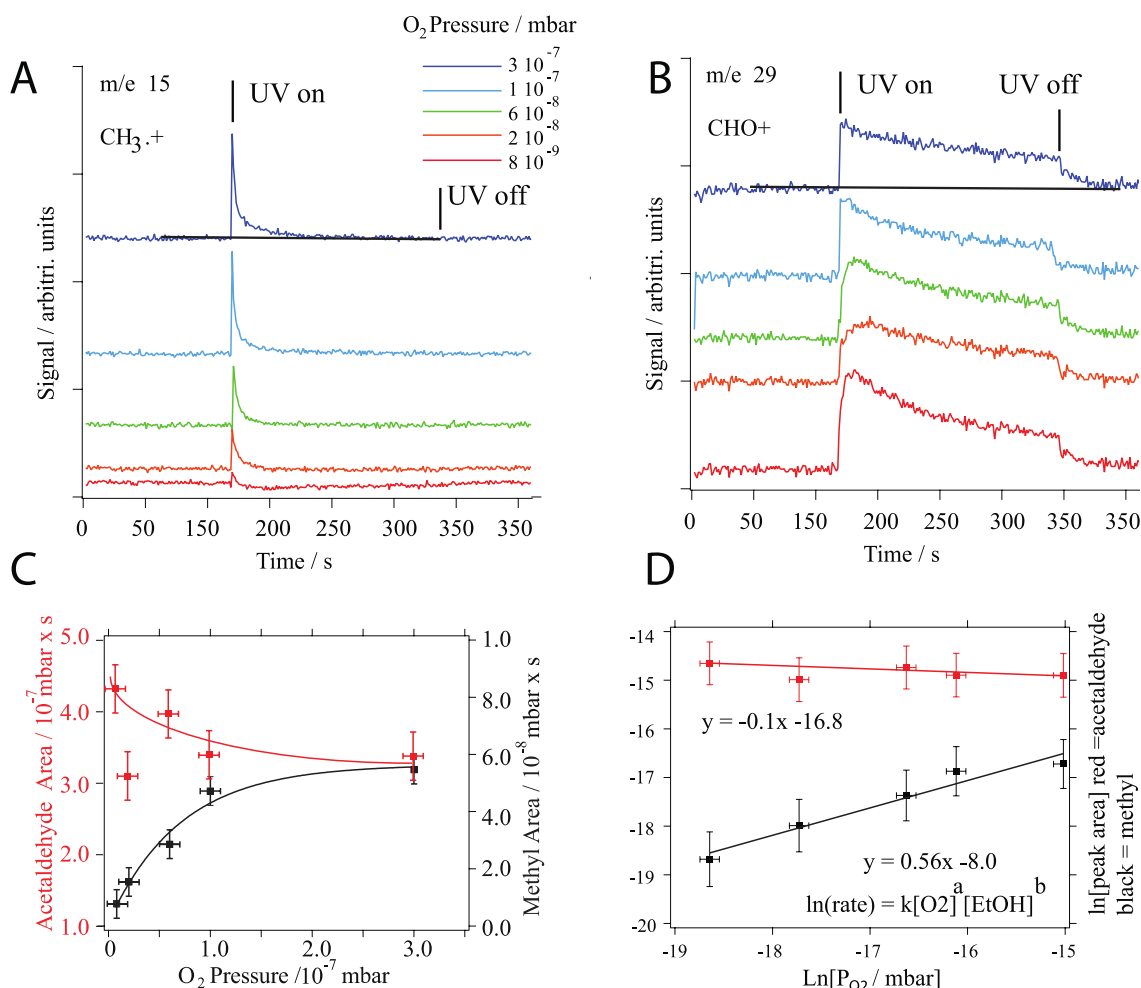 O2 Pressure / mbar
3 10-7
1 10-7
6 10-8
2 10-8
8 10-9
A
m/e 15
CH3.+
UV on
UV off
Signal / arbitri. units
0
50
150
200
250
300
350
Time / s
B
m/e 29
CHO+
UV on
UV off
Signal / arbitri. units
0
50
100
200
250
300
350
Time / s
C
Acetaldehyde Area / 10-7 mbar x s
5.0
4.0
3.0
2.0
1.0
Methyl Area / 10-8 mbar x s
1.0
8.0
6.0
4.0
2.0
0.0
0
1.0
2.0
3.0
O2 Pressure /10-7 mbar
D
-14
-15
-16
-17
-18
-19
-20
y = -0.1x -16.8
y = 0.56x -8.0
ln(rate) = k[O2]a [EtOH]b
-19
-18
-17
-16
-15
Ln[PO2 / mbar]
ln[peak area] red =acetaldehyde
black = methyl